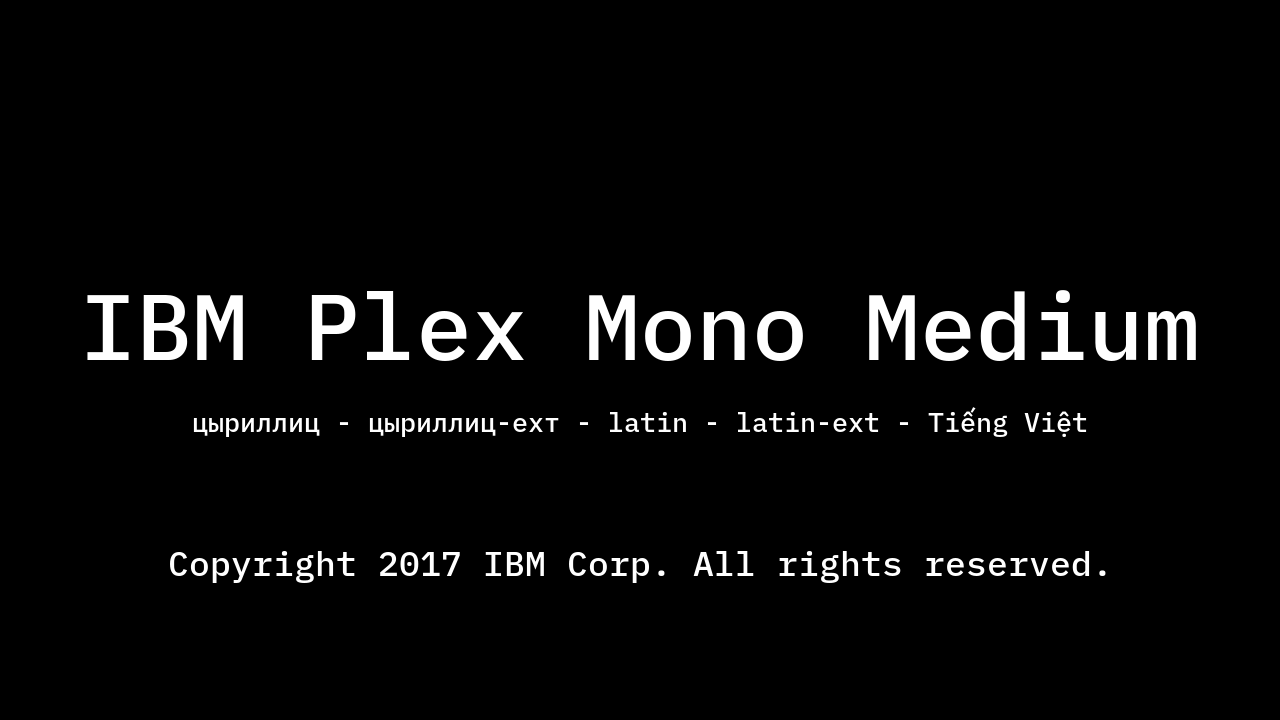 IBM Plex Mono Medium
цыриллиц - цыриллиц-ехт - latin - latin-ext - Tiếng Việt
Copyright 2017 IBM Corp. All rights reserved.